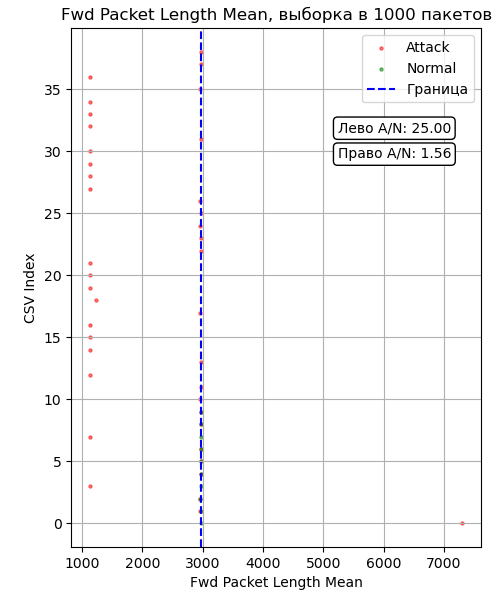 Fwd Packet Length Mean, выборка в 1000 пакетов
Attack
Normal
Граница
Лево A/N: 25.00
Право A/N: 1.56
CSV Index
35
30
25
20
15
10
5
0
1000 2000 3000 4000 5000 6000 7000
Fwd Packet Length Mean